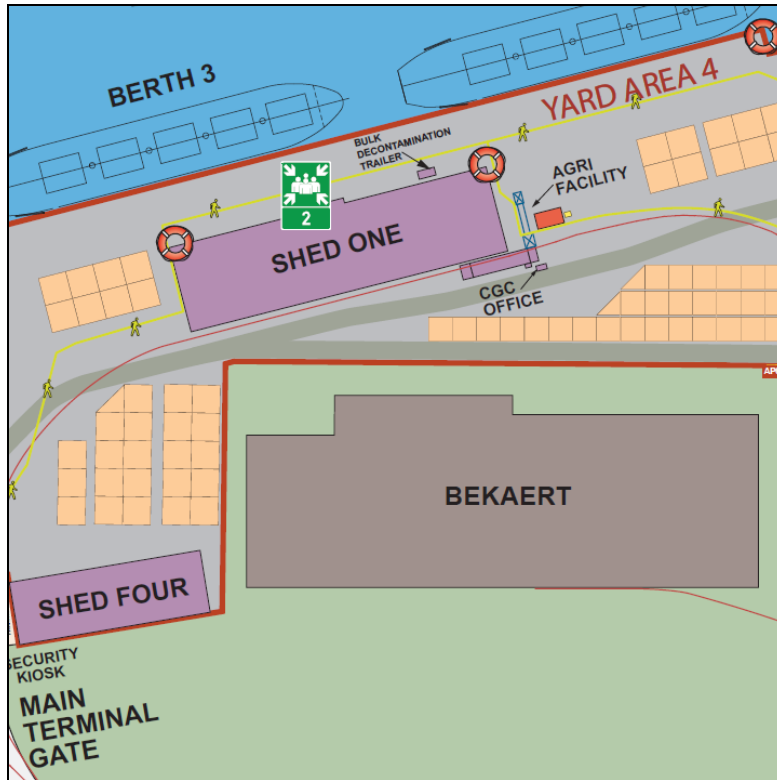 BERTH 3
YARD AREA 4
BULK
DECONTAMINATION
TRAILER
AGRI
FACILITY
2
SHED ONE
CGC
OFFICE
BEKAERT
SHED FOUR
SECURITY
KIOSK
MAIN
TERMINAL
GATE